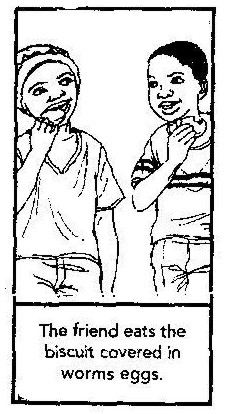 The friend eats the
biscuit covered in
worms eggs.